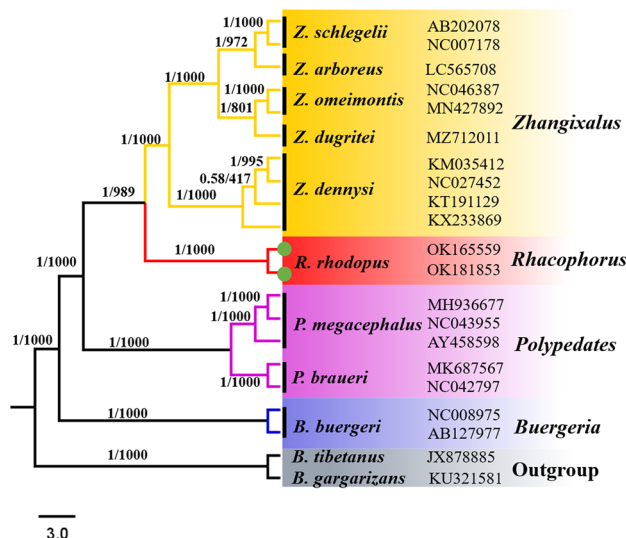 1/1000 Z. schlegelii AB202078
NC007178
1/972
Z. arboreus LC565708
1/1000
1/1000 Z. omeimontis NC046387
MN427892
1/801
Z. dugritei MZ712011
Zhangixalus
1/1000
1/995 KM035412
0.58/417 Z. dennysi NC027452
1/1000 KT191129
KX233869
1/989
1/1000 R. rhodopus OK165559
OK181853
Rhacophorus
1/1000
1/1000 MH936677
1/1000 P. megacephalus NC043955
AY458598
1/1000 1/1000
Polypedates
1/1000 P. braueri MK687567
NC042797
1/1000 B. buergeri NC008975
AB127977
Buergeria
1/1000 B. tibetanus JX878885
B. gargarizans KU321581
Outgroup
3.0